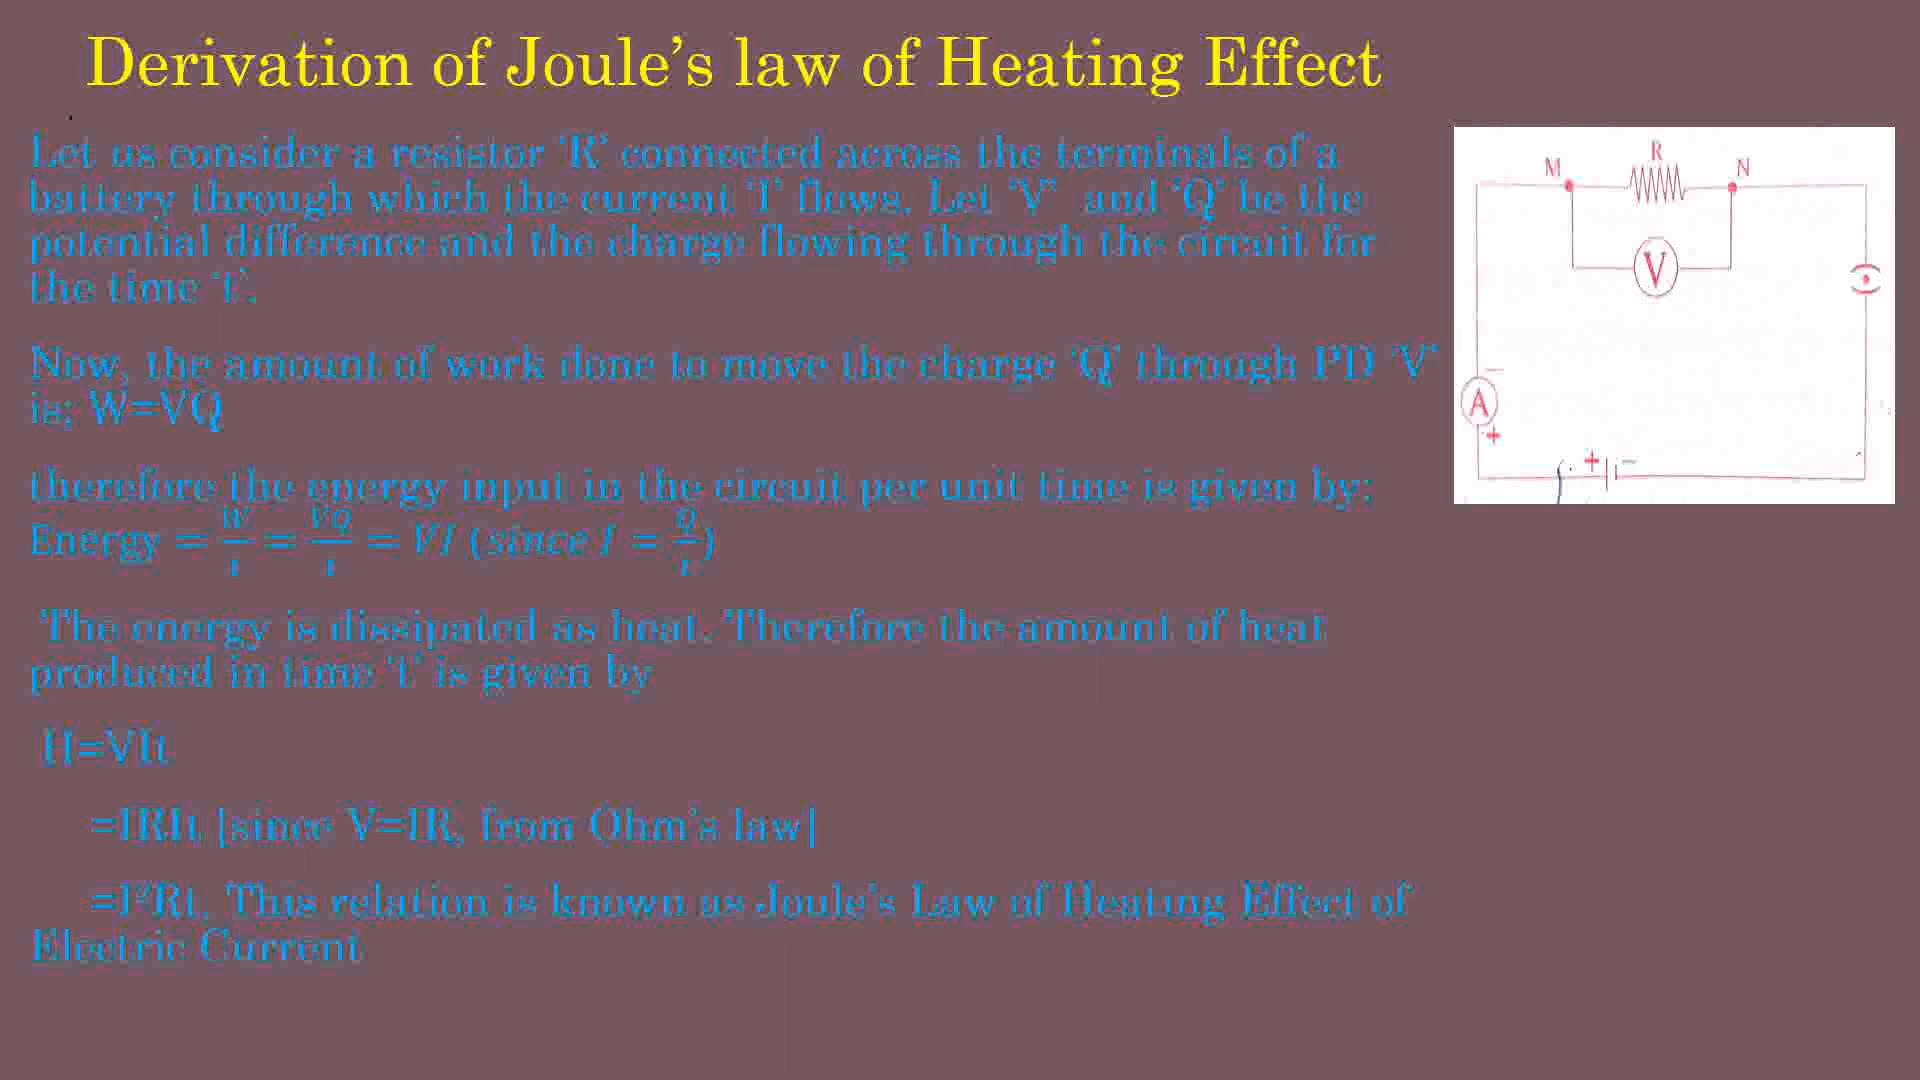 Derivation of Joule’s law of Heating Effect
Let us consider a resistor ‘R’ connected across the terminals of a
battery through which the current ‘I’ flows. Let ‘V’ and ‘Q’ be the
potential difference and the charge flowing through the circuit for
the time ‘t’.
Now, the amount of work done to move the charge ‘Q’ through PD ‘V’
is; W=VQ
therefore the energy input in the circuit per unit time is given by:
Energy = W/t = VQ/t = VI (since I = Q/t)
The energy is dissipated as heat. Therefore the amount of heat
produced in time ‘t’ is given by
H=VIt
=IRIt [since V=IR, from Ohm’s law]
=I²Rt. This relation is known as Joule’s Law of Heating Effect of
Electric Current
M R N
V
A
+
+ −